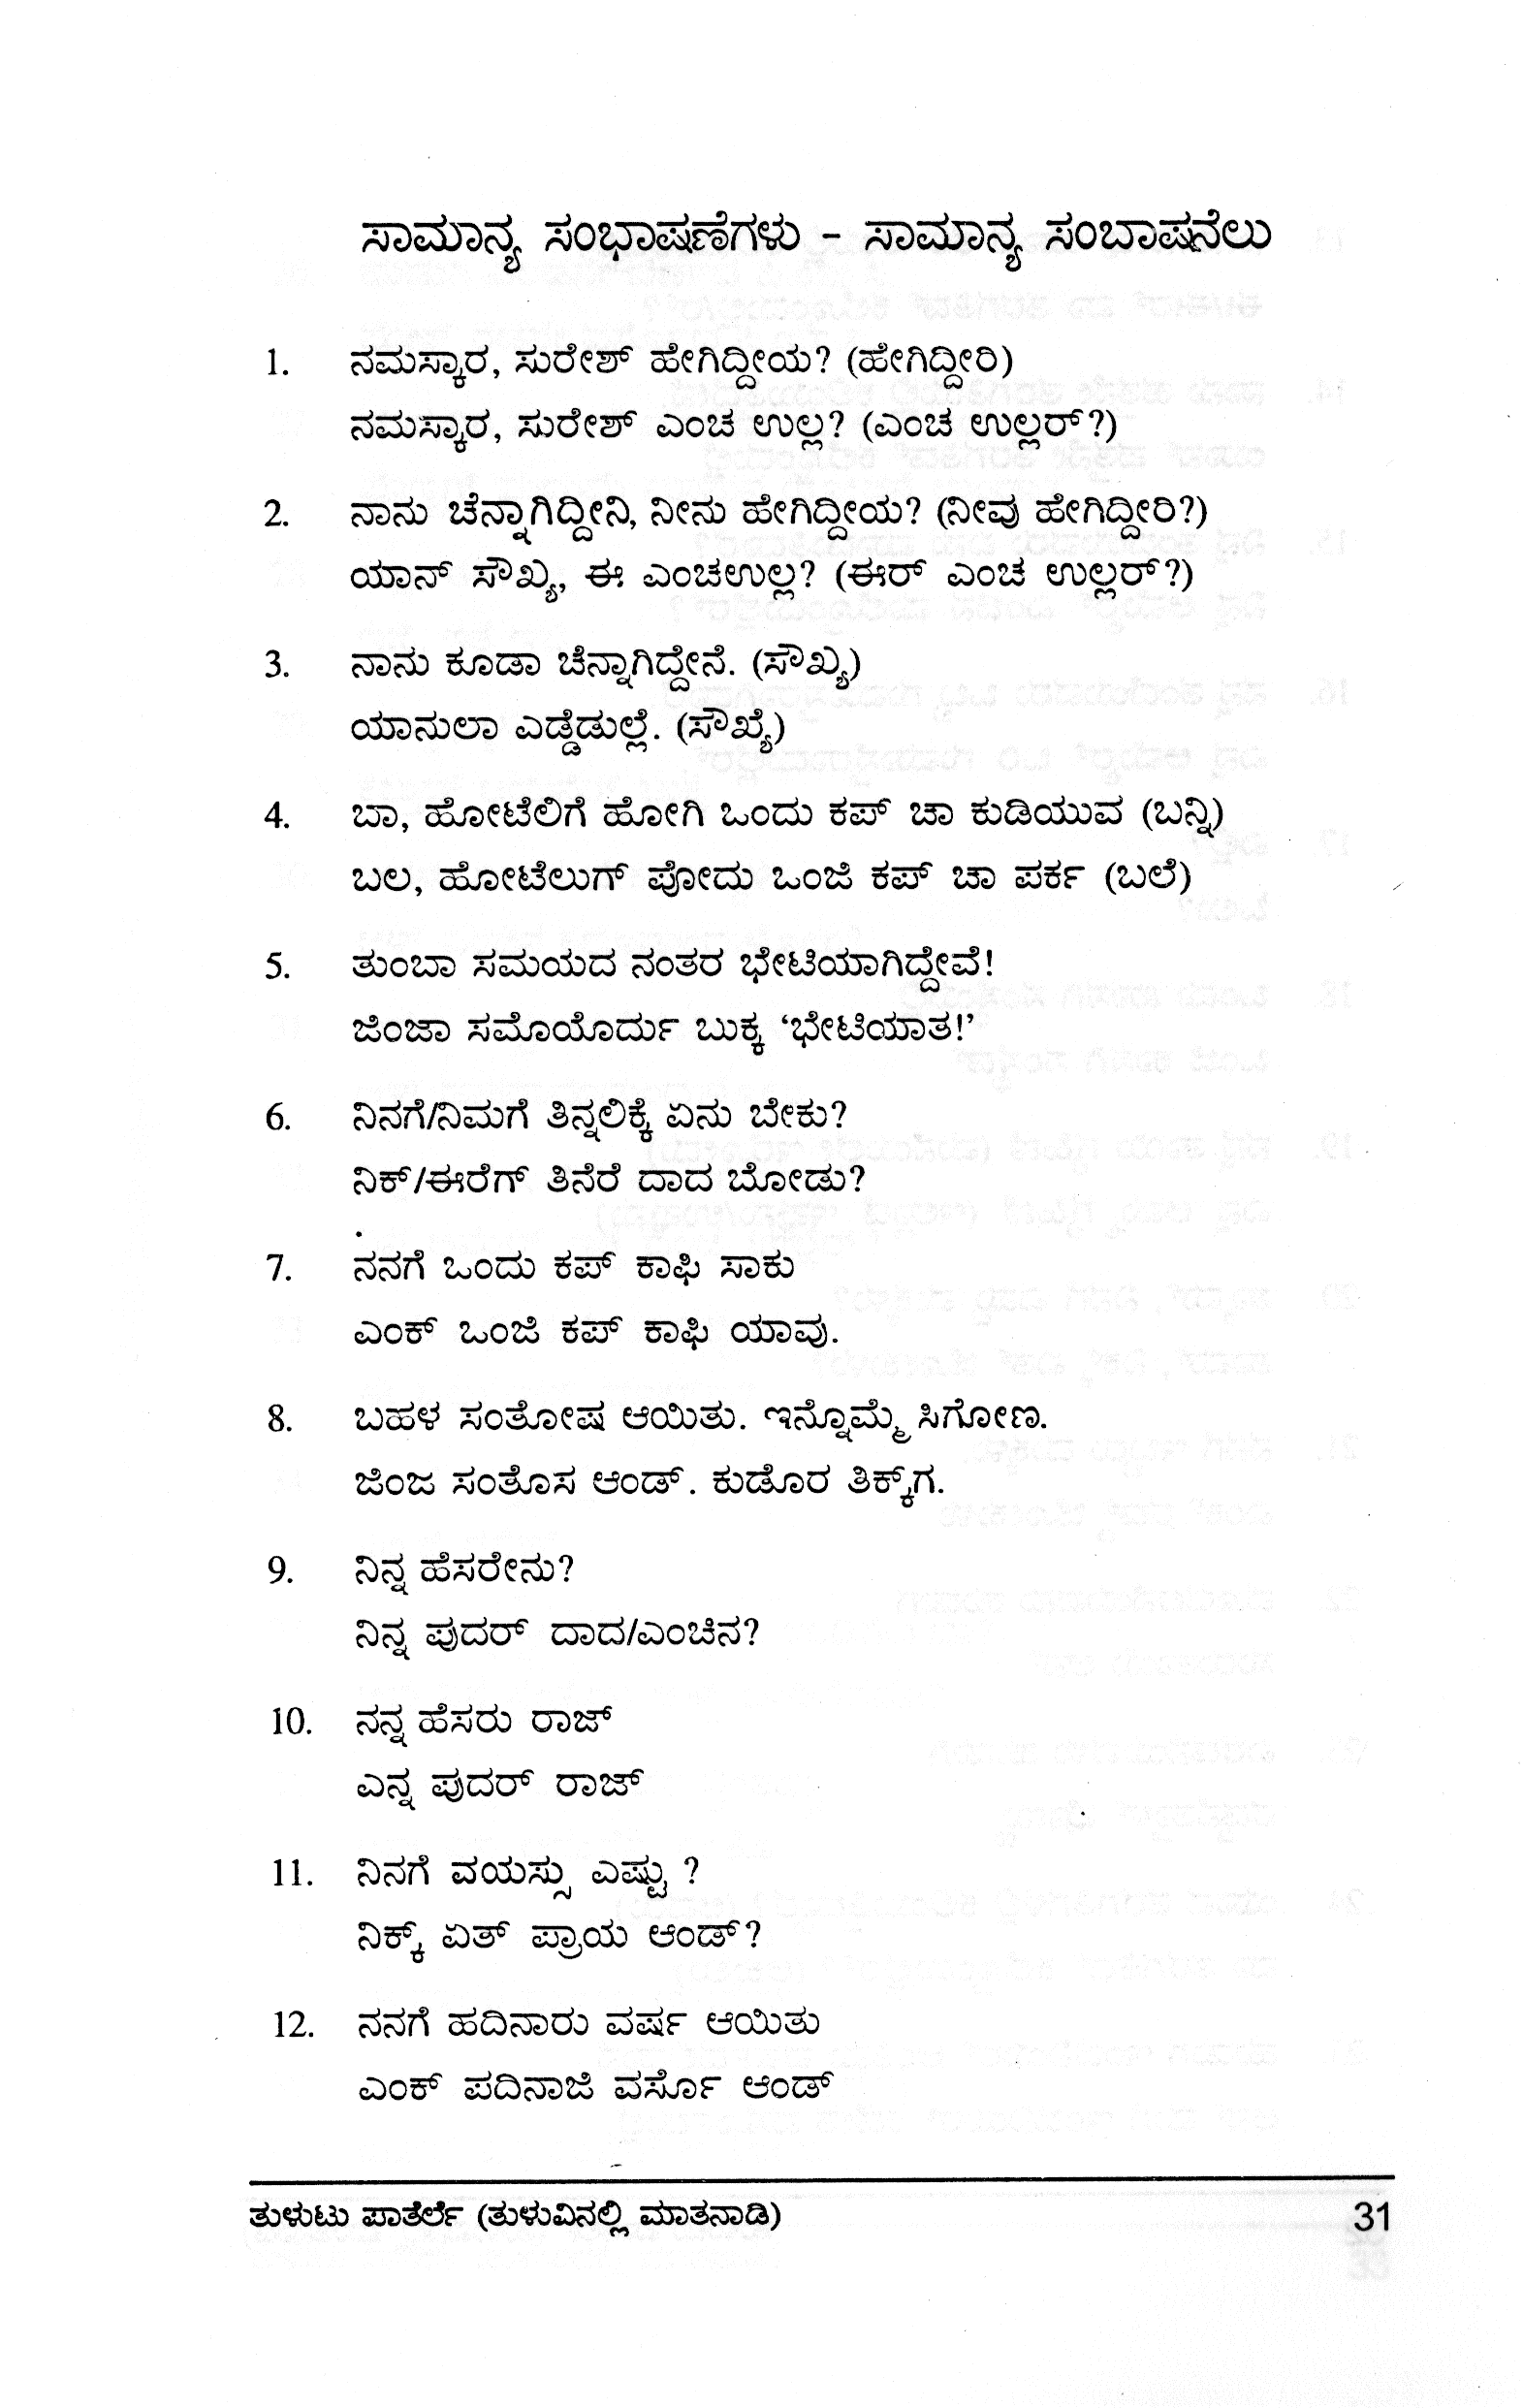 ಸಾಮಾನ್ಯ ಸಂಭಾಷಣೆಗಳು - ಸಾಮಾನ್ಯ ಸಂಬಾಷನೆಲು
1. ನಮಸ್ಕಾರ, ಸುರೇಶ್ ಹೇಗಿದ್ದೀಯ? (ಹೇಗಿದ್ದೀರಿ)
ನಮಸ್ಕಾರ, ಸುರೇಶ್ ಎಂಚ ಉಲ್ಲ? (ಎಂಚ ಉಲ್ಲರ್?)
2. ನಾನು ಚೆನ್ನಾಗಿದ್ದೀನಿ, ನೀನು ಹೇಗಿದ್ದೀಯ? (ನೀವು ಹೇಗಿದ್ದೀರಿ?)
ಯಾನ್ ಸೌಖ್ಯ, ಈ ಎಂಚಉಲ್ಲ? (ಈರ್ ಎಂಚ ಉಲ್ಲರ್?)
3. ನಾನು ಕೂಡಾ ಚೆನ್ನಾಗಿದ್ದೇನೆ. (ಸೌಖ್ಯ)
ಯಾನುಲಾ ಎಡ್ಡೆಡುಲ್ಲೆ. (ಸೌಖ್ಯೆ)
4. ಬಾ, ಹೋಟೆಲಿಗೆ ಹೋಗಿ ಒಂದು ಕಪ್ ಚಾ ಕುಡಿಯುವ (ಬನ್ನಿ)
ಬಲ, ಹೋಟೆಲುಗ್ ಪೋದು ಒಂಜಿ ಕಪ್ ಚಾ ಪರ್ಕ (ಬಲೆ)
5. ತುಂಬಾ ಸಮಯದ ನಂತರ ಭೇಟಿಯಾಗಿದ್ದೇವೆ!
ಜಿಂಜಾ ಸಮೊಯೊರ್ದು ಬುಕ್ಕ ‘ಭೇಟಿಯಾತ!’
6. ನಿನಗೆ/ನಿಮಗೆ ತಿನ್ನಲಿಕ್ಕೆ ಏನು ಬೇಕು?
ನಿಕ್/ಈರೆಗ್ ತಿನೆರೆ ದಾದ ಬೋಡು?
7. ನನಗೆ ಒಂದು ಕಪ್ ಕಾಫಿ ಸಾಕು
ಎಂಕ್ ಒಂಜಿ ಕಪ್ ಕಾಫಿ ಯಾವು.
8. ಬಹಳ ಸಂತೋಷ ಆಯಿತು. ಇನ್ನೊಮ್ಮೆ ಸಿಗೋಣ.
ಜಿಂಜ ಸಂತೊಸ ಆಂಡ್. ಕುಡೊರ ತಿಕ್ಕ್‌ಗ.
9. ನಿನ್ನ ಹೆಸರೇನು?
ನಿನ್ನ ಪುದರ್ ದಾದ/ಎಂಚಿನ?
10. ನನ್ನ ಹೆಸರು ರಾಜ್
ಎನ್ನ ಪುದರ್ ರಾಜ್
11. ನಿನಗೆ ವಯಸ್ಸು ಎಷ್ಟು ?
ನಿಕ್ಕ್ ಏತ್ ಪ್ರಾಯ ಆಂಡ್?
12. ನನಗೆ ಹದಿನಾರು ವರ್ಷ ಆಯಿತು
ಎಂಕ್ ಪದಿನಾಜಿ ವರ್ಸೊ ಆಂಡ್
ತುಳುಟು ಪಾತೆರ್ಲೆ (ತುಳುವಿನಲ್ಲಿ ಮಾತನಾಡಿ) 31